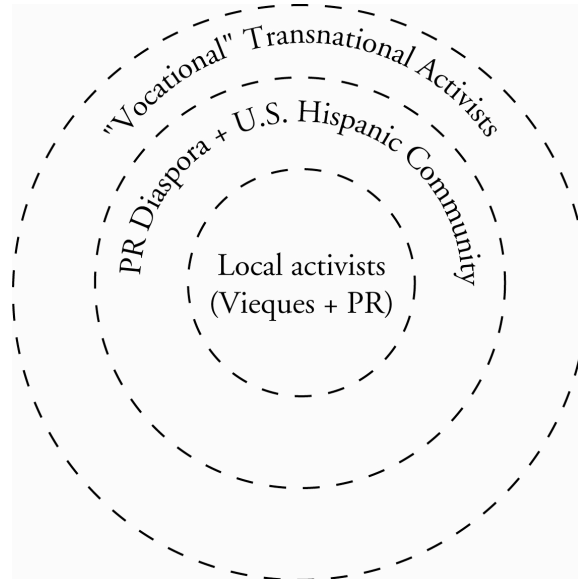 "Vocational" Transnational Activists
PR Diaspora + U.S. Hispanic Community
Local activists
(Vieques + PR)